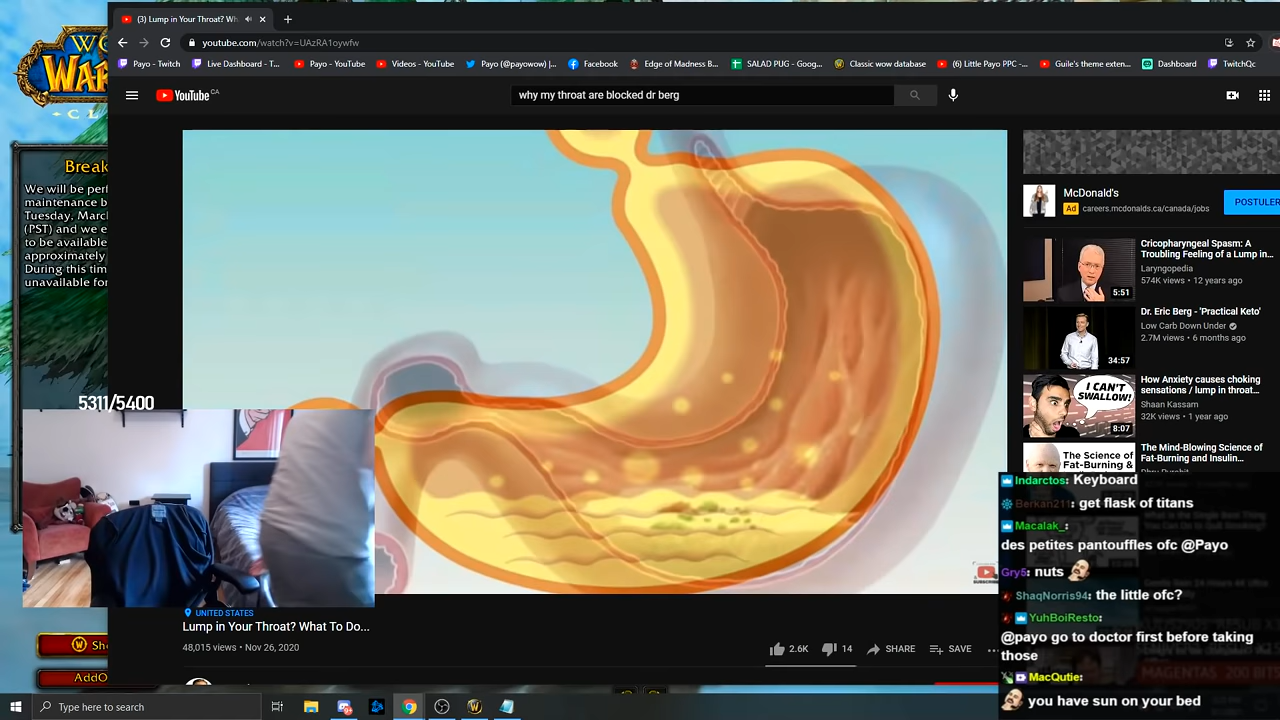 (3) Lump in Your Throat? Wh
youtube.com/watch?v=UAzRA1oywfw
Payo - Twitch
Live Dashboard - T...
Payo - YouTube
Videos - YouTube
Payo (@payowow) |...
Facebook
Edgy of Madness B...
SALAD PUG - Goog...
Classic wow database
(6) Little Payo PPC -...
Guile's theme exten...
Dashboard
TwitchQc
YouTube CA
why my throat are blocked dr berg
Break
We will be perf
maintenance b
Tuesday, Marc
(PST) and we e
to be available
approximately
During this tim
unavailable for
5311/5400
McDonald's
Ad careers.mcdonalds.ca/canada/jobs
POSTULER
Cricopharyngeal Spasm: A
Troubling Feeling of a Lump in...
Laryngopedia
574K views • 12 years ago
5:51
Dr. Eric Berg - 'Practical Keto'
Low Carb Down Under
2.7M views • 6 months ago
34:57
I CAN'T
SWALLOW!
8:07
How Anxiety causes choking
sensations / lump in throat...
Shaan Kassam
32K views • 1 year ago
The Science of
Fat-Burning &
The Mind-Blowing Science of
Fat-Burning and Insulin...
Indarctos: Keyboard
Berkan211: get flask of titans
Macalak_:
des petites pantouffles ofc @Payo
Gry5: nuts
ShaqNorris94: the little ofc?
YuhBoiResto:
@payo go to doctor first before taking
those
MacQutie:
you have sun on your bed
UNITED STATES
Lump in Your Throat? What To Do...
48,015 views • Nov 26, 2020
2.6K
14
SHARE
SAVE
Sh
AddO
Type here to search